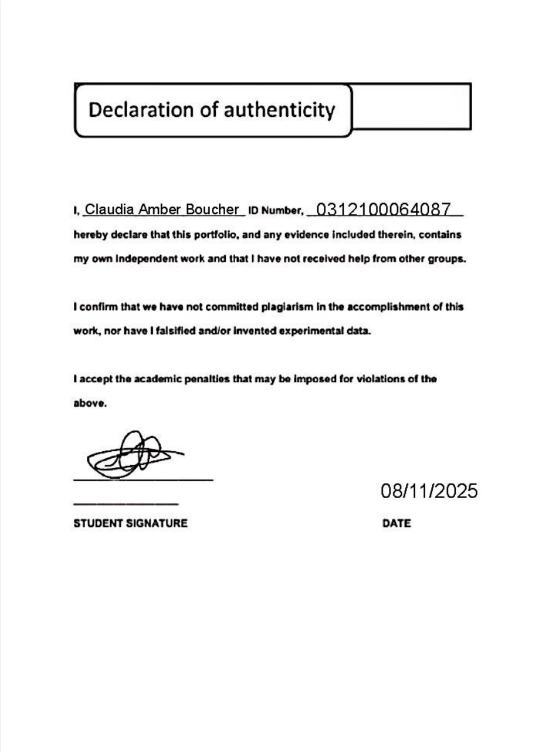 Declaration of authenticity
I, Claudia Amber Boucher ID Number, 0312100064087
hereby declare that this portfolio, and any evidence included therein, contains
my own independent work and that I have not received help from other groups.
I confirm that we have not committed plagiarism in the accomplishment of this
work, nor have I falsified and/or invented experimental data.
I accept the academic penalties that may be imposed for violations of the
above.
08/11/2025
STUDENT SIGNATURE DATE